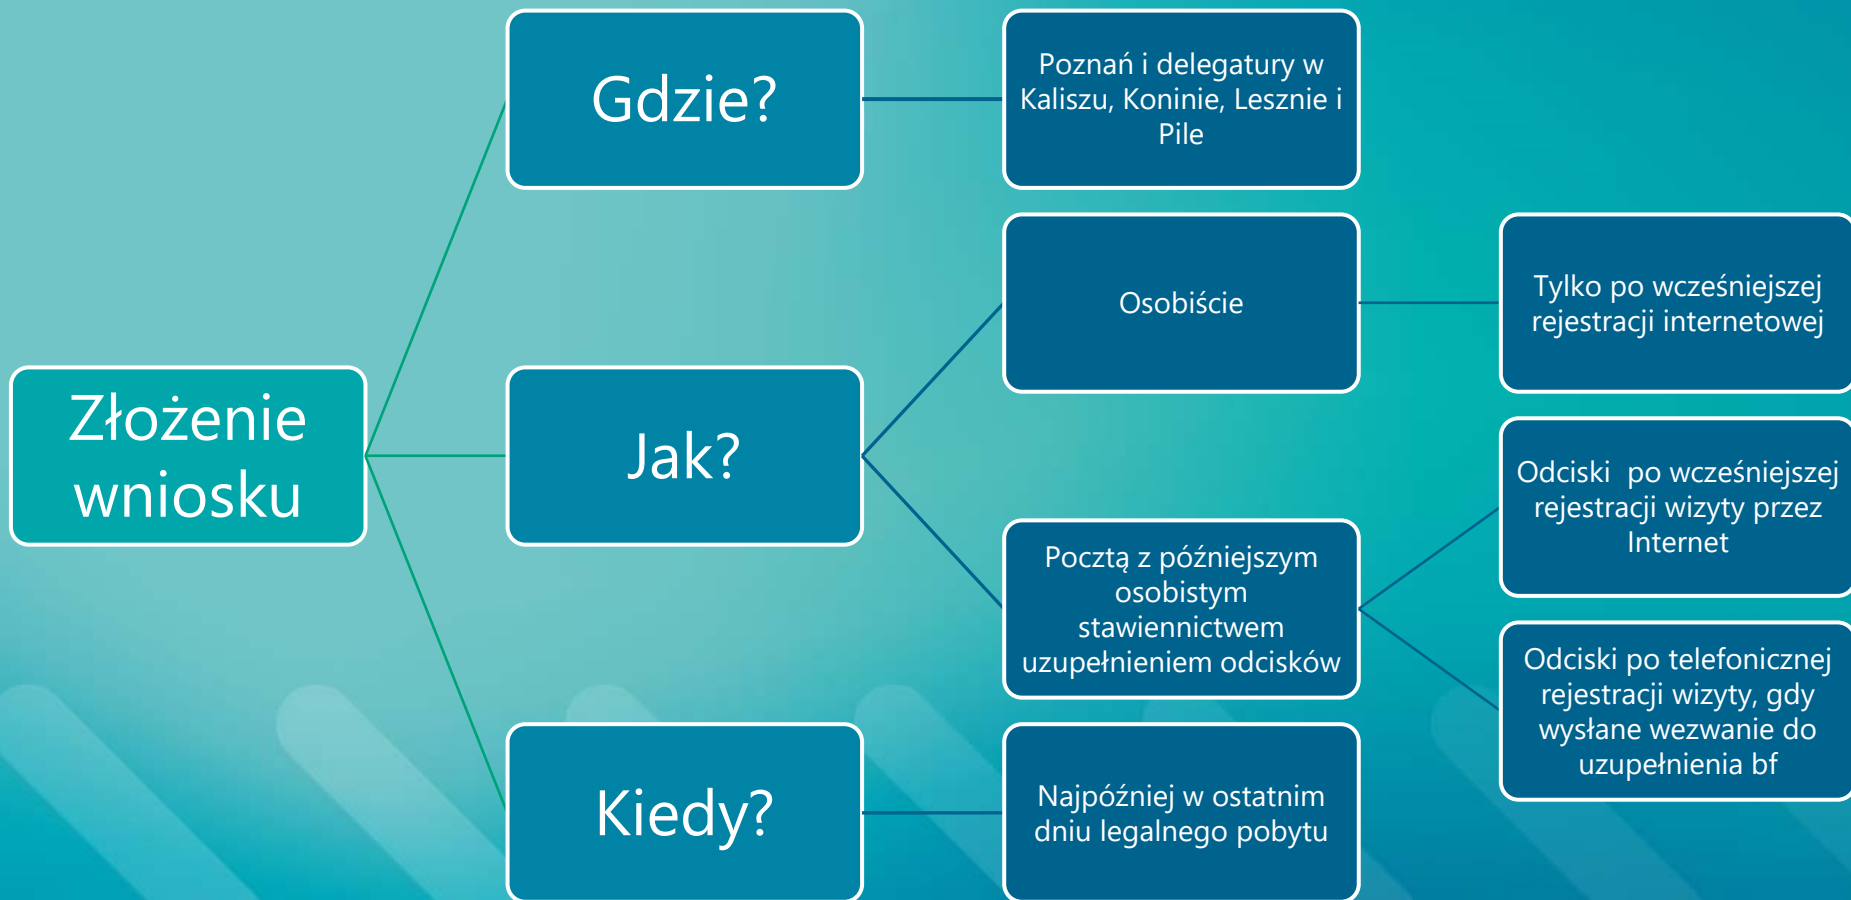 Złożenie
wniosku
Gdzie?
Poznań i delegatury w
Kaliszu, Koninie, Lesznie i
Pile
Jak?
Osobiście
Tylko po wcześniejszej
rejestracji internetowej
Pocztą z późniejszym
osobistym
stawiennictwem
uzupełnieniem odcisków
Odciski  po wcześniejszej
rejestracji wizyty przez
Internet
Odciski po telefonicznej
rejestracji wizyty, gdy
wysłane wezwanie do
uzupełnienia bf
Kiedy?
Najpóźniej w ostatnim
dniu legalnego pobytu